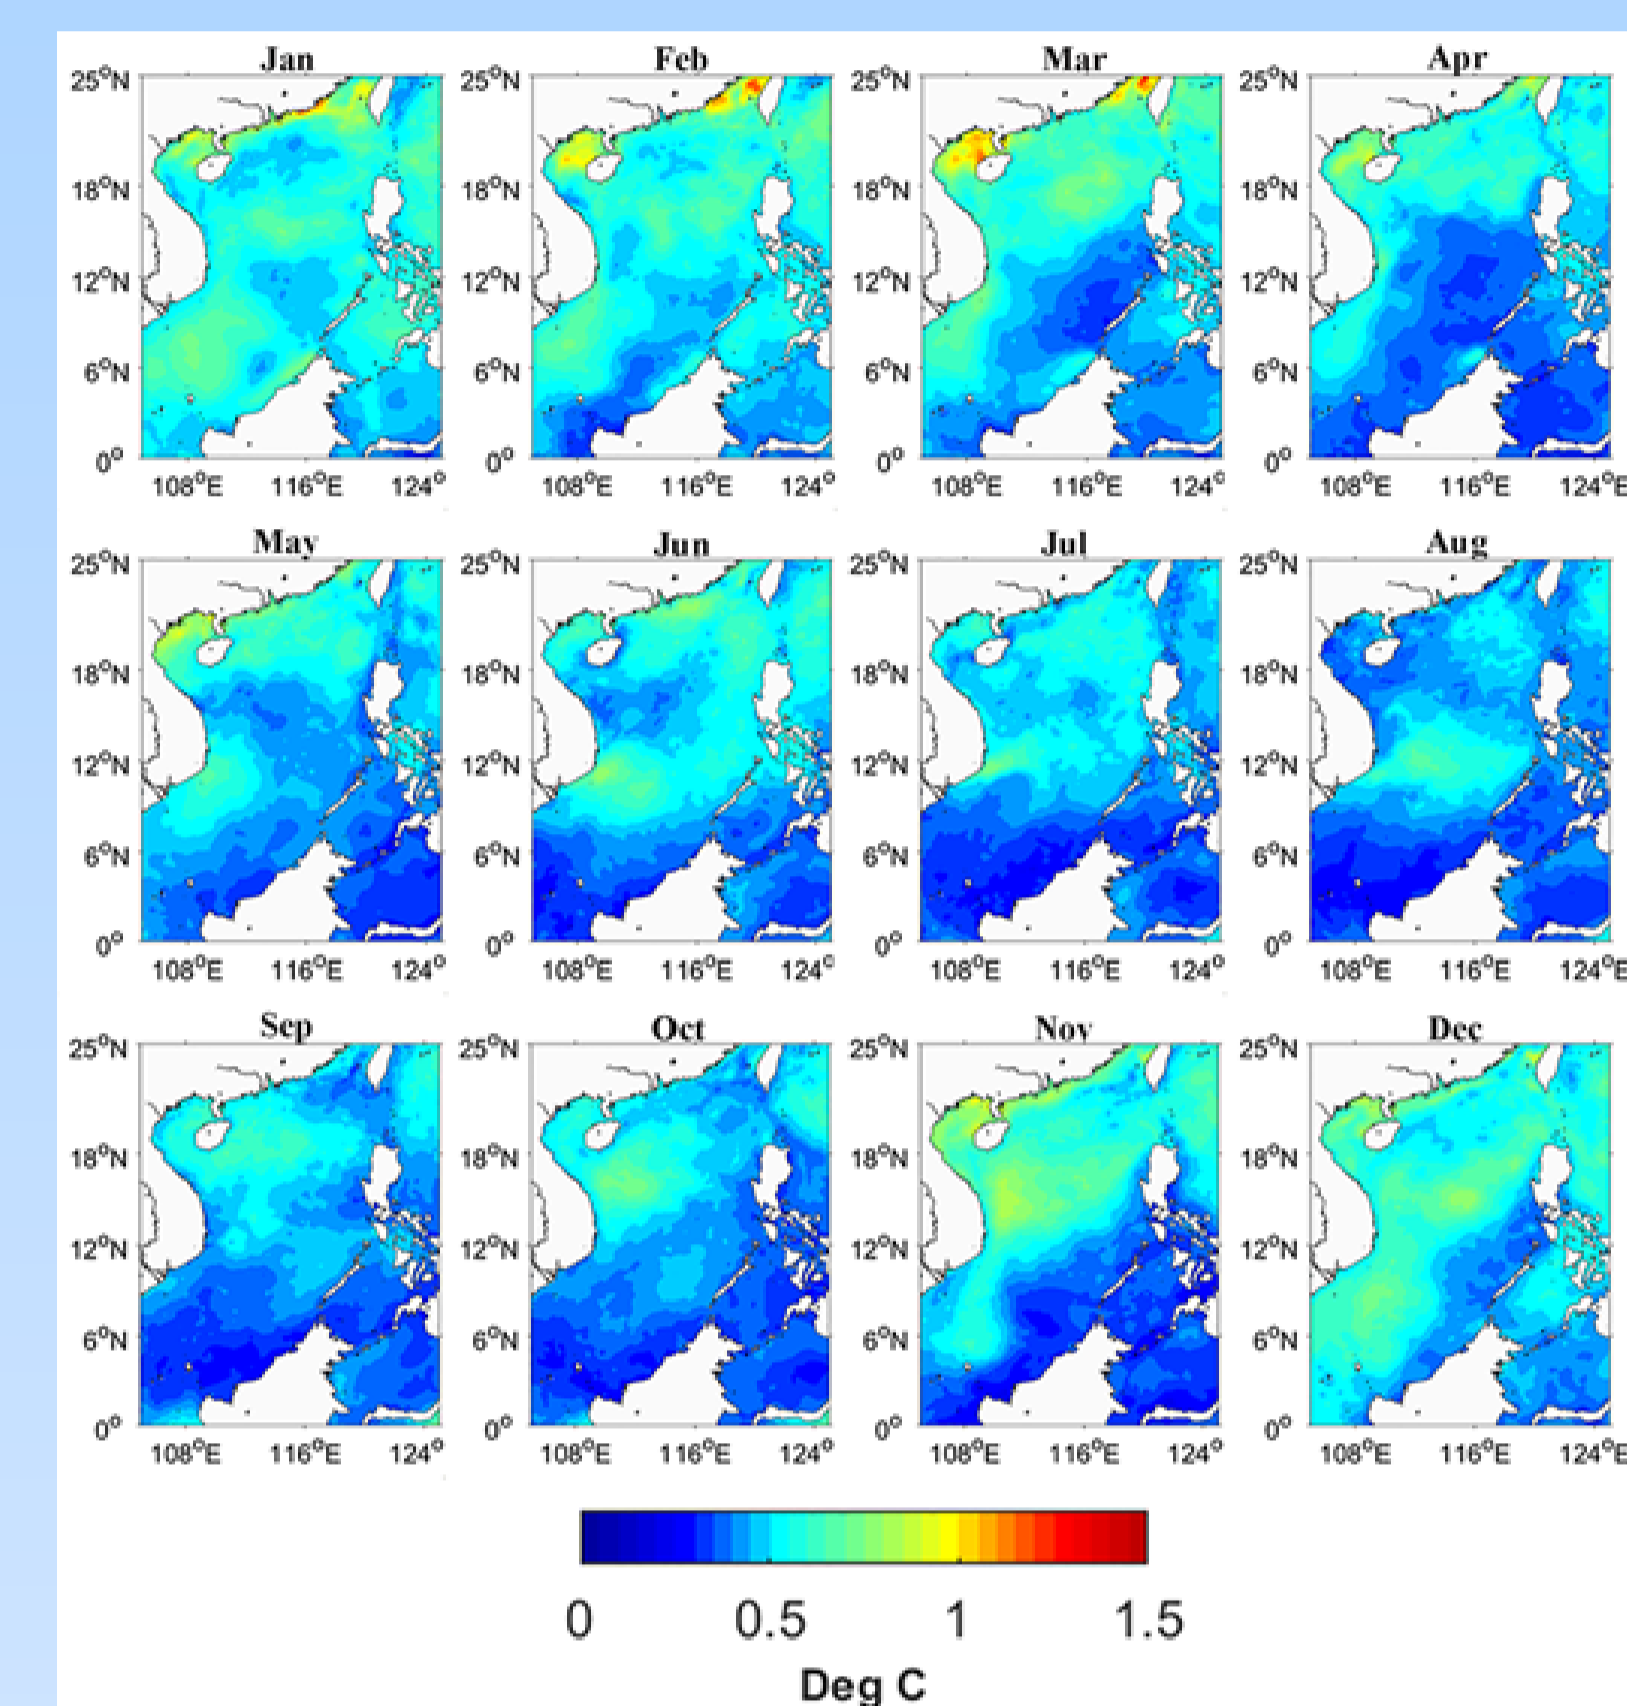 Jan Feb Mar Apr
25°N 25°N 25°N 25°N
18°N 18°N 18°N 18°N
12°N 12°N 12°N 12°N
6°N 6°N 6°N 6°N
0° 0° 0° 0°
108°E 116°E 124° 108°E 116°E 124° 108°E 116°E 124° 108°E 116°E 124°E
May Jun Jul Aug
25°N 25°N 25°N 25°N
18°N 18°N 18°N 18°N
12°N 12°N 12°N 12°N
6°N 6°N 6°N 6°N
0° 0° 0° 0°
108°E 116°E 124° 108°E 116°E 124° 108°E 116°E 124° 108°E 116°E 124°E
Sep Oct Nov Dec
25°N 25°N 25°N 25°N
18°N 18°N 18°N 18°N
12°N 12°N 12°N 12°N
6°N 6°N 6°N 6°N
0° 0° 0° 0°
108°E 116°E 124° 108°E 116°E 124° 108°E 116°E 124° 108°E 116°E 124°E
0 0.5 1 1.5
Deg C